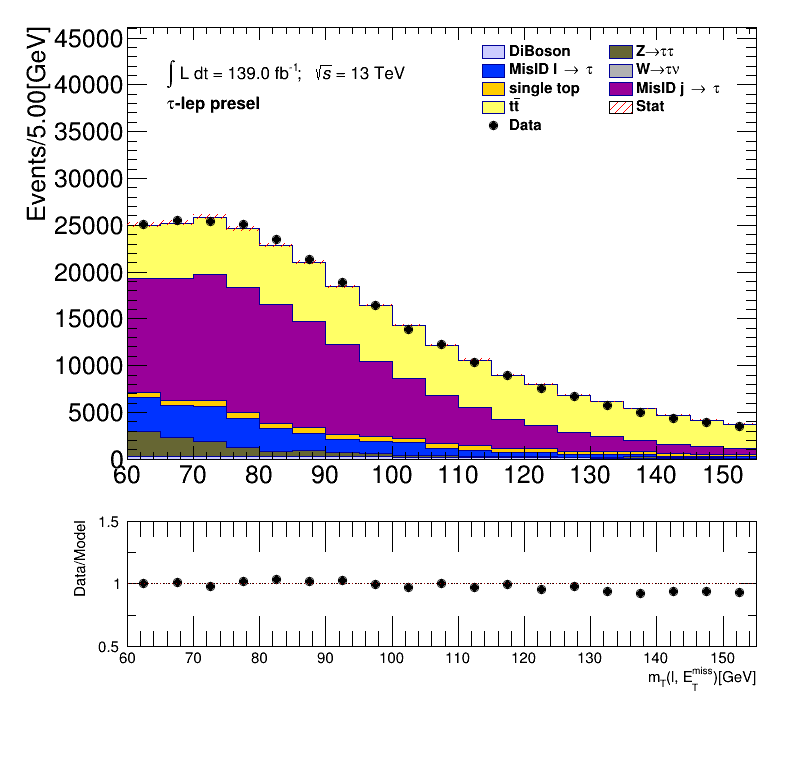 Events/5.00[GeV]
45000
40000
35000
30000
25000
20000
15000
10000
5000
0
∫ L dt = 139.0 fb⁻¹; √s = 13 TeV
τ-lep presel
DiBoson
MisID l → τ
single top
tt̄
Data
Z→ττ
W→τν
MisID j → τ
Stat
60 70 80 90 100 110 120 130 140 150
Data/Model
1.5
1
0.5
60 70 80 90 100 110 120 130 140 150
m_T(l, E_T^miss)[GeV]